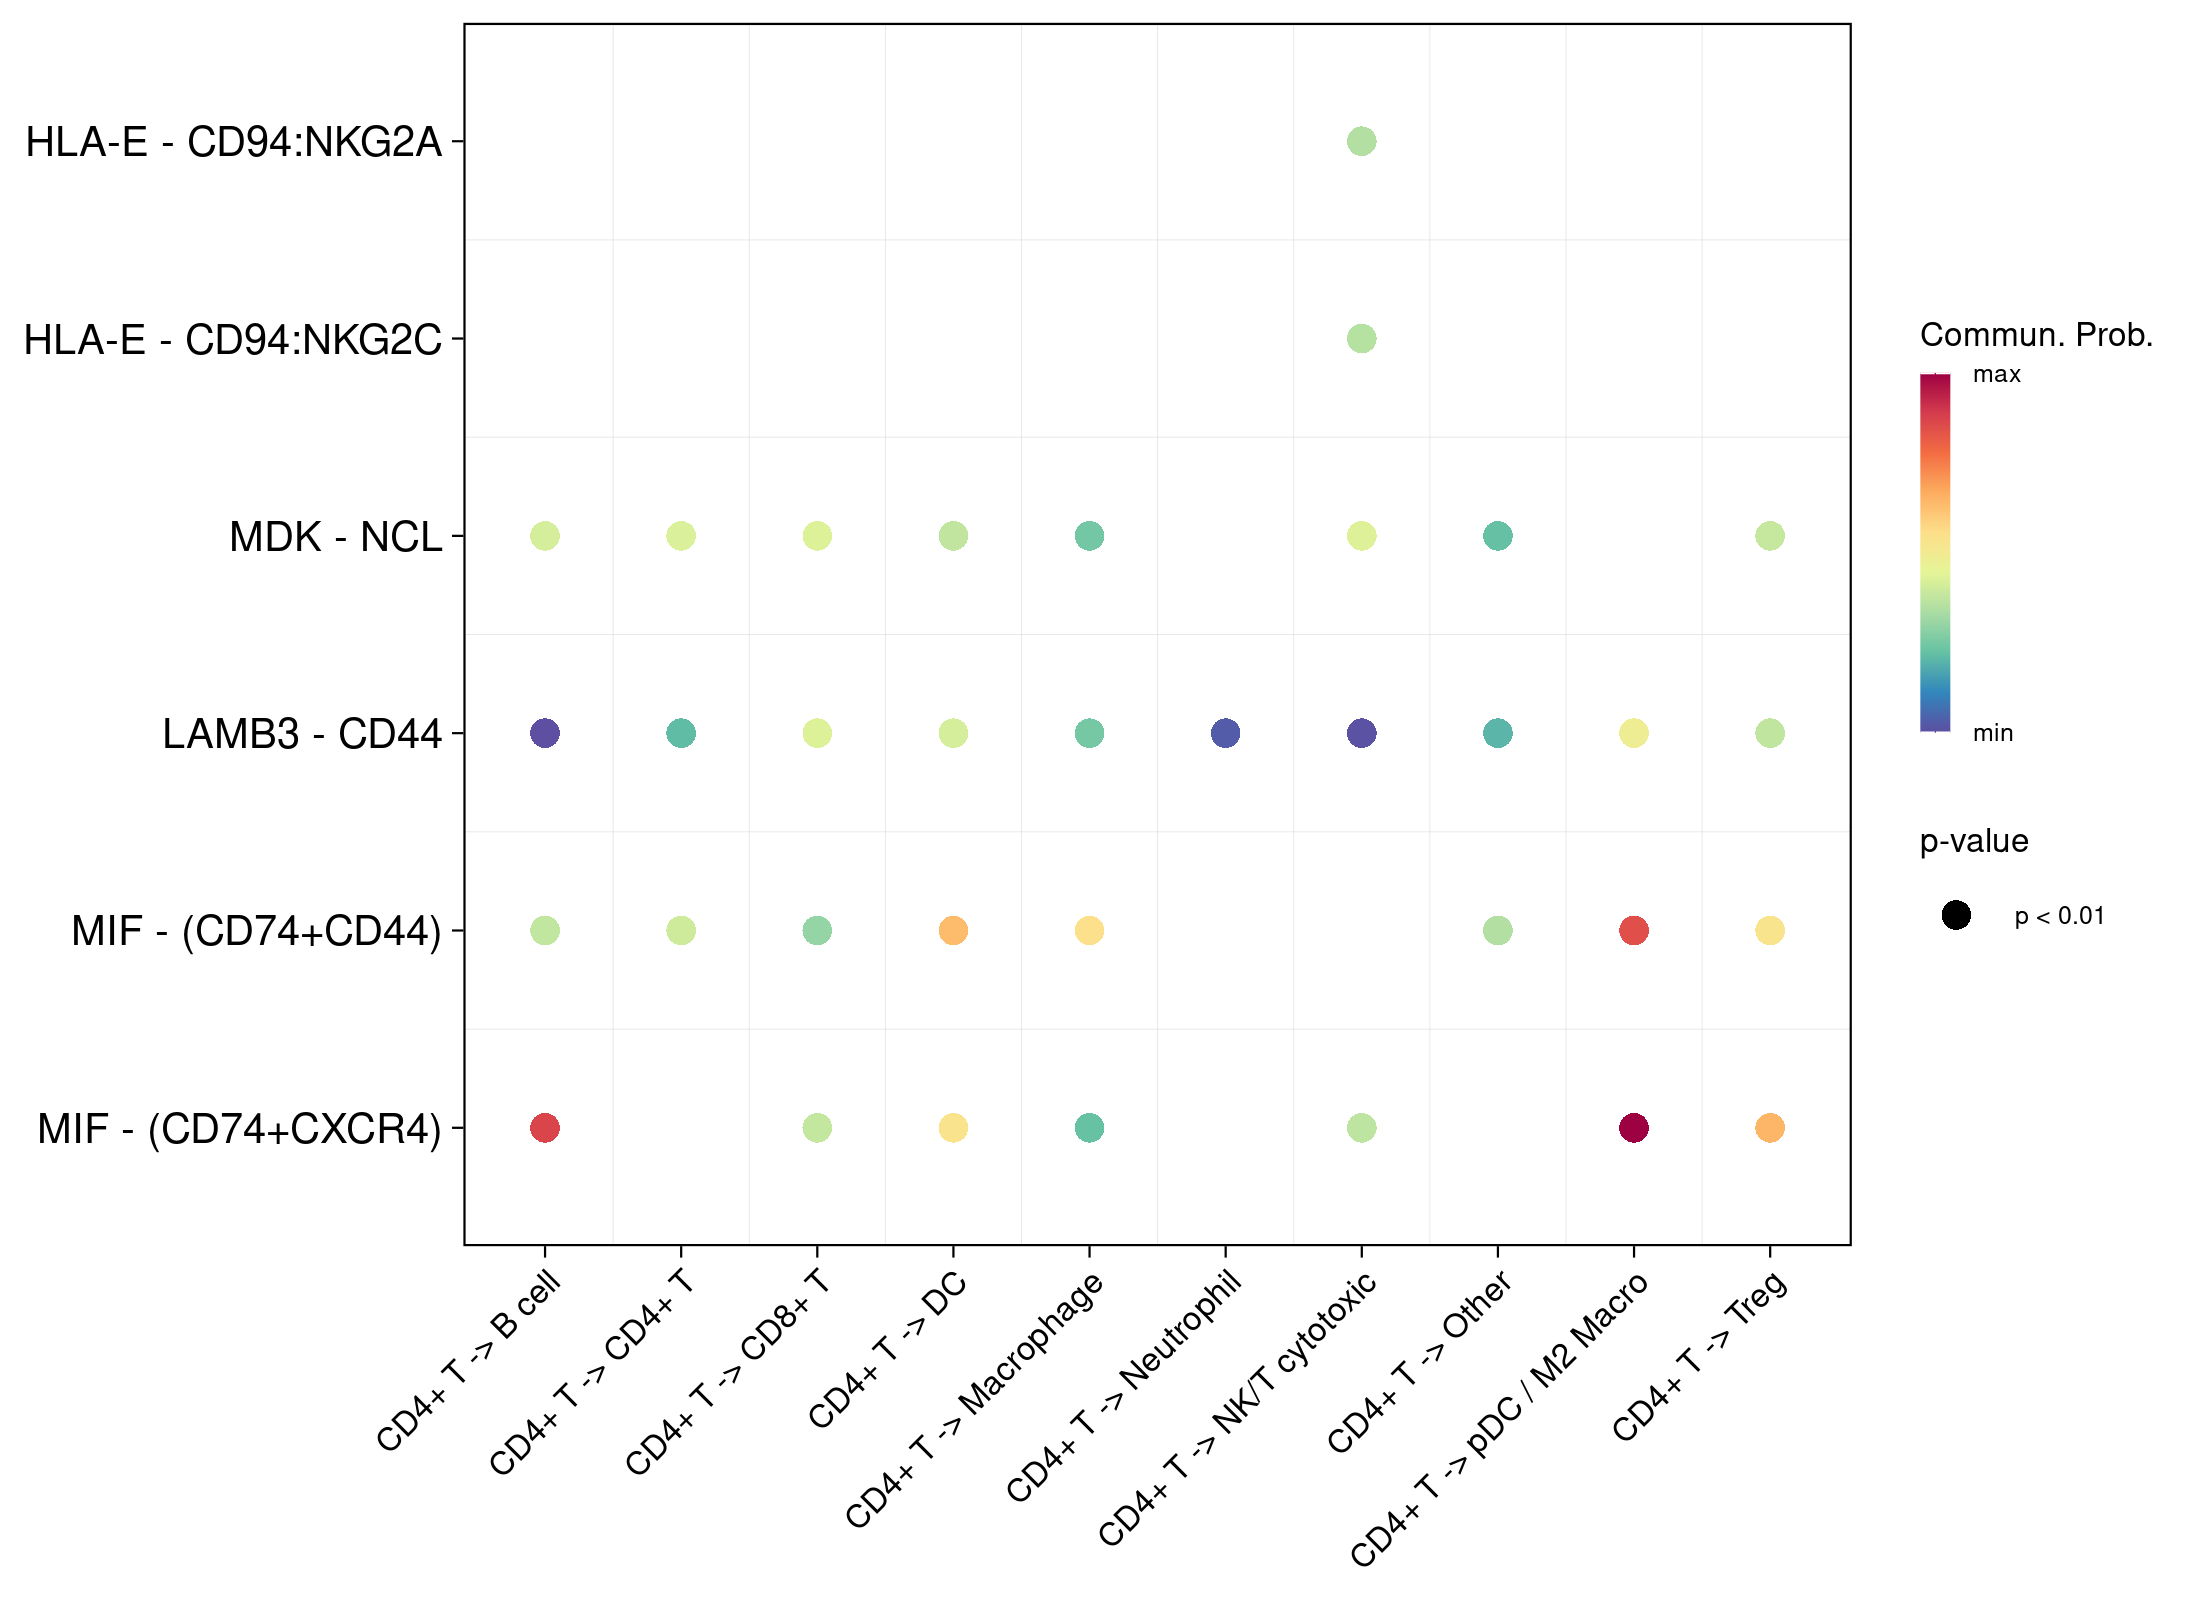 HLA-E - CD94:NKG2A
HLA-E - CD94:NKG2C
MDK - NCL
LAMB3 - CD44
MIF - (CD74+CD44)
MIF - (CD74+CXCR4)
CD4+ T -> B cell
CD4+ T -> CD4+ T
CD4+ T -> CD8+ T
CD4+ T -> DC
CD4+ T -> Macrophage
CD4+ T -> Neutrophil
CD4+ T -> NK/T cytotoxic
CD4+ T -> Other
CD4+ T -> pDC / M2 Macro
CD4+ T -> Treg
Commun. Prob.
max
min
p-value
p < 0.01